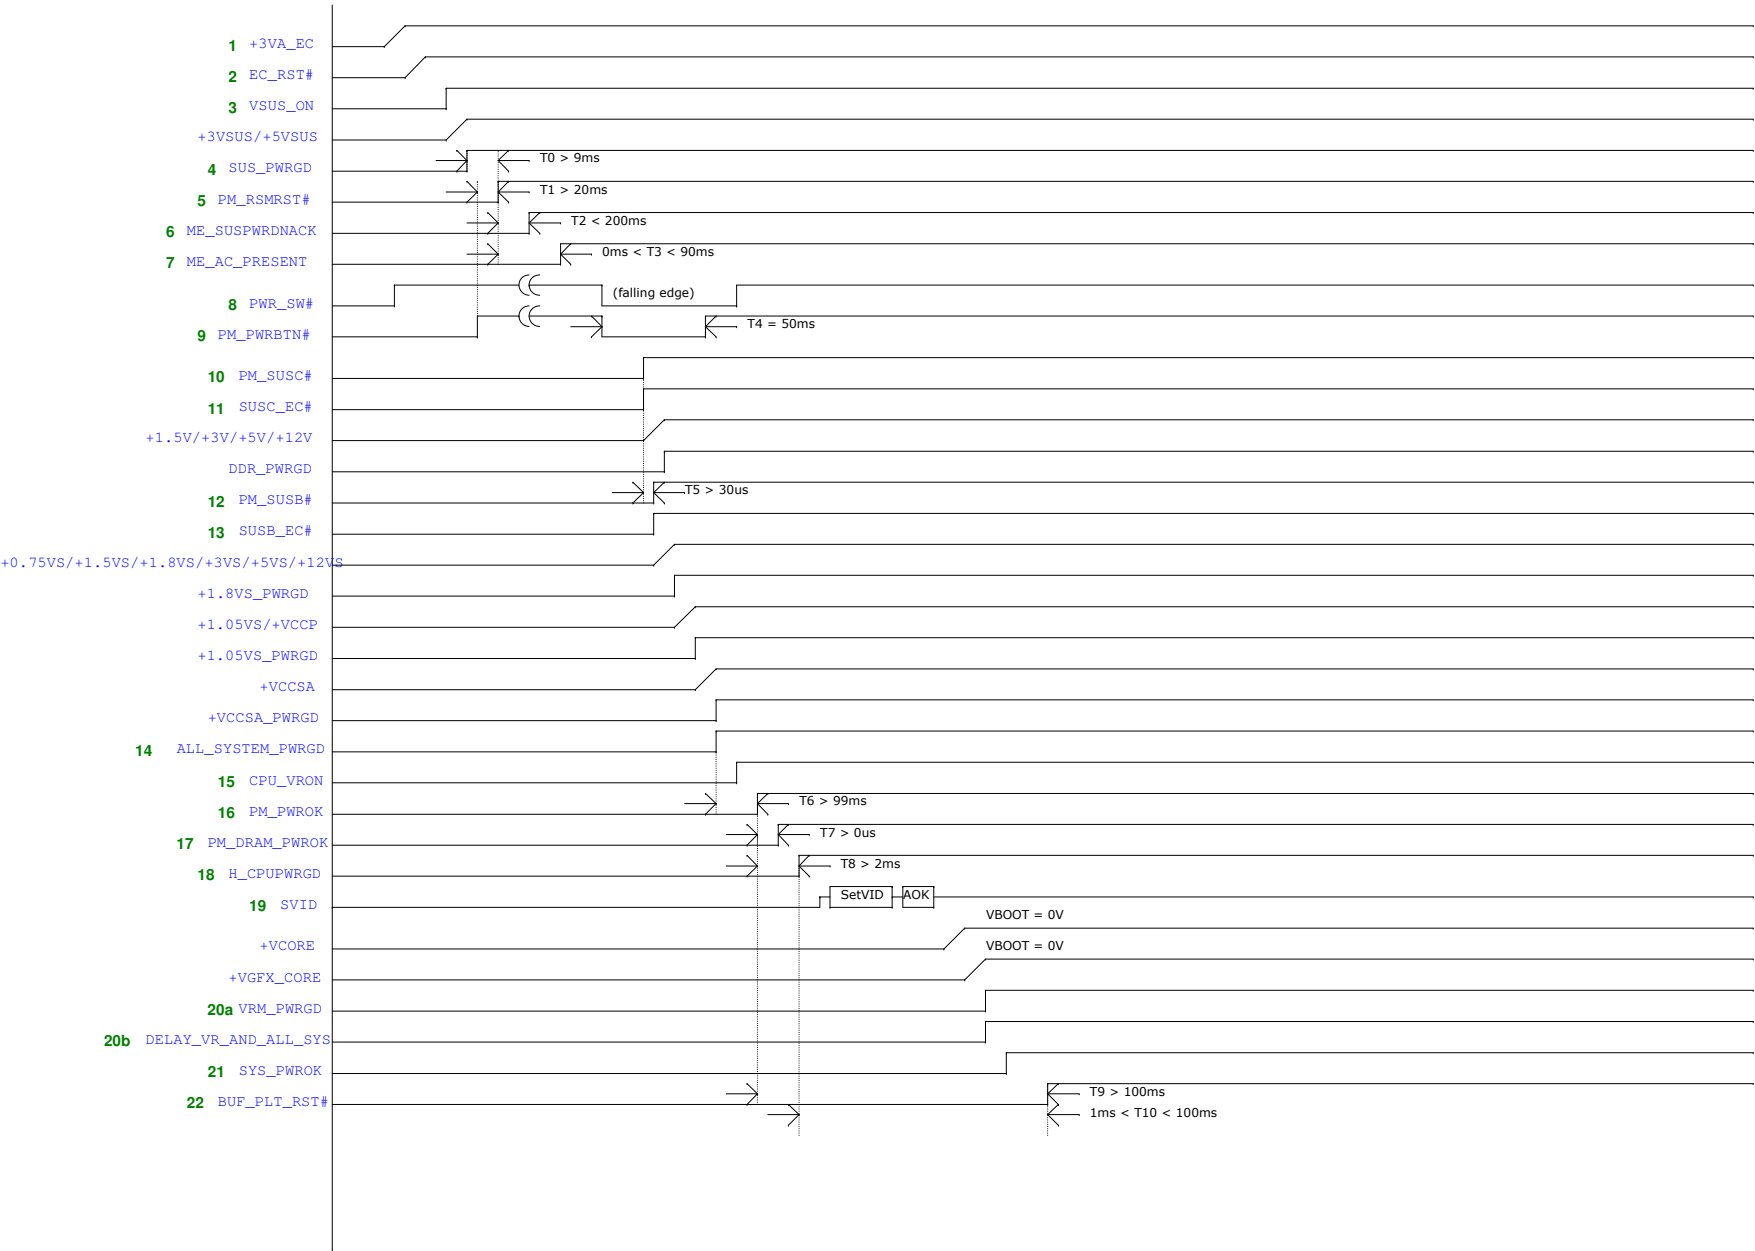 1 +3VA_EC
2 EC_RST#
3 VSUS_ON
+3VSUS/+5VSUS
4 SUS_PWRGD T0 > 9ms
5 PM_RSMRST# T1 > 20ms
6 ME_SUSPWRDNACK T2 < 200ms
7 ME_AC_PRESENT 0ms < T3 < 90ms
8 PWR_SW# (falling edge)
9 PM_PWRBTN# T4 = 50ms
10 PM_SUSC#
11 SUSC_EC#
+1.5V/+3V/+5V/+12V
DDR_PWRGD
12 PM_SUSB# T5 > 30us
13 SUSB_EC#
+0.75VS/+1.5VS/+1.8VS/+3VS/+5VS/+12VS
+1.8VS_PWRGD
+1.05VS/+VCCP
+1.05VS_PWRGD
+VCCSA
+VCCSA_PWRGD
14 ALL_SYSTEM_PWRGD
15 CPU_VRON
16 PM_PWROK T6 > 99ms
17 PM_DRAM_PWROK T7 > 0us
18 H_CPUPWRGD T8 > 2ms
19 SVID SetVID AOK
VBOOT = 0V
+VCORE VBOOT = 0V
+VGFX_CORE
20a VRM_PWRGD
20b DELAY_VR_AND_ALL_SYS
21 SYS_PWROK
22 BUF_PLT_RST# T9 > 100ms
1ms < T10 < 100ms